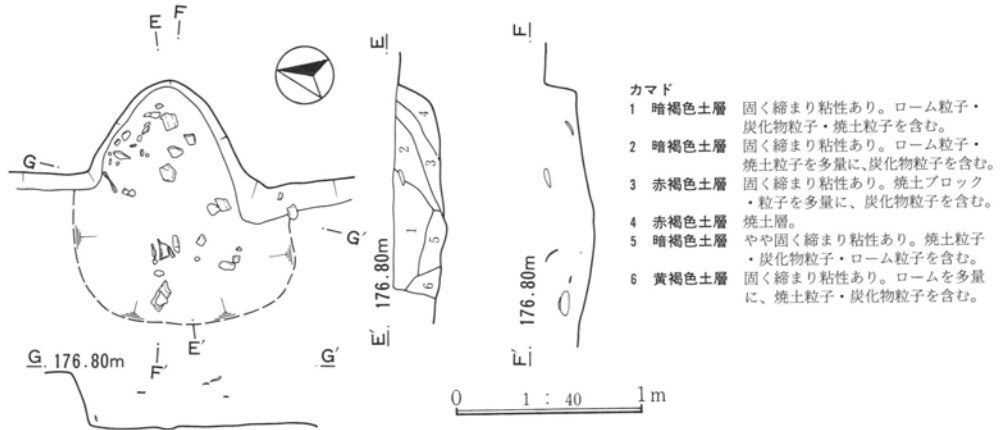 E F
G
G′
E′
F′
G 176.80m G′
E
2
4
3
1
5
6
176.80m
E′
F
176.80m
F′
0 1 : 40 1m
カマド
1 暗褐色土層 固く締まり粘性あり。ローム粒子・
炭化物粒子・焼土粒子を含む。
2 暗褐色土層 固く締まり粘性あり。ローム粒子・
焼土粒子を多量に、炭化物粒子を含む。
3 赤褐色土層 固く締まり粘性あり。焼土ブロック
・粒子を多量に、炭化物粒子を含む。
4 赤褐色土層 焼土層。
5 暗褐色土層 やや固く締まり粘性あり。焼土粒子
・炭化物粒子・ローム粒子を含む。
6 黄褐色土層 固く締まり粘性あり。ロームを多量
に、焼土粒子・炭化物粒子を含む。